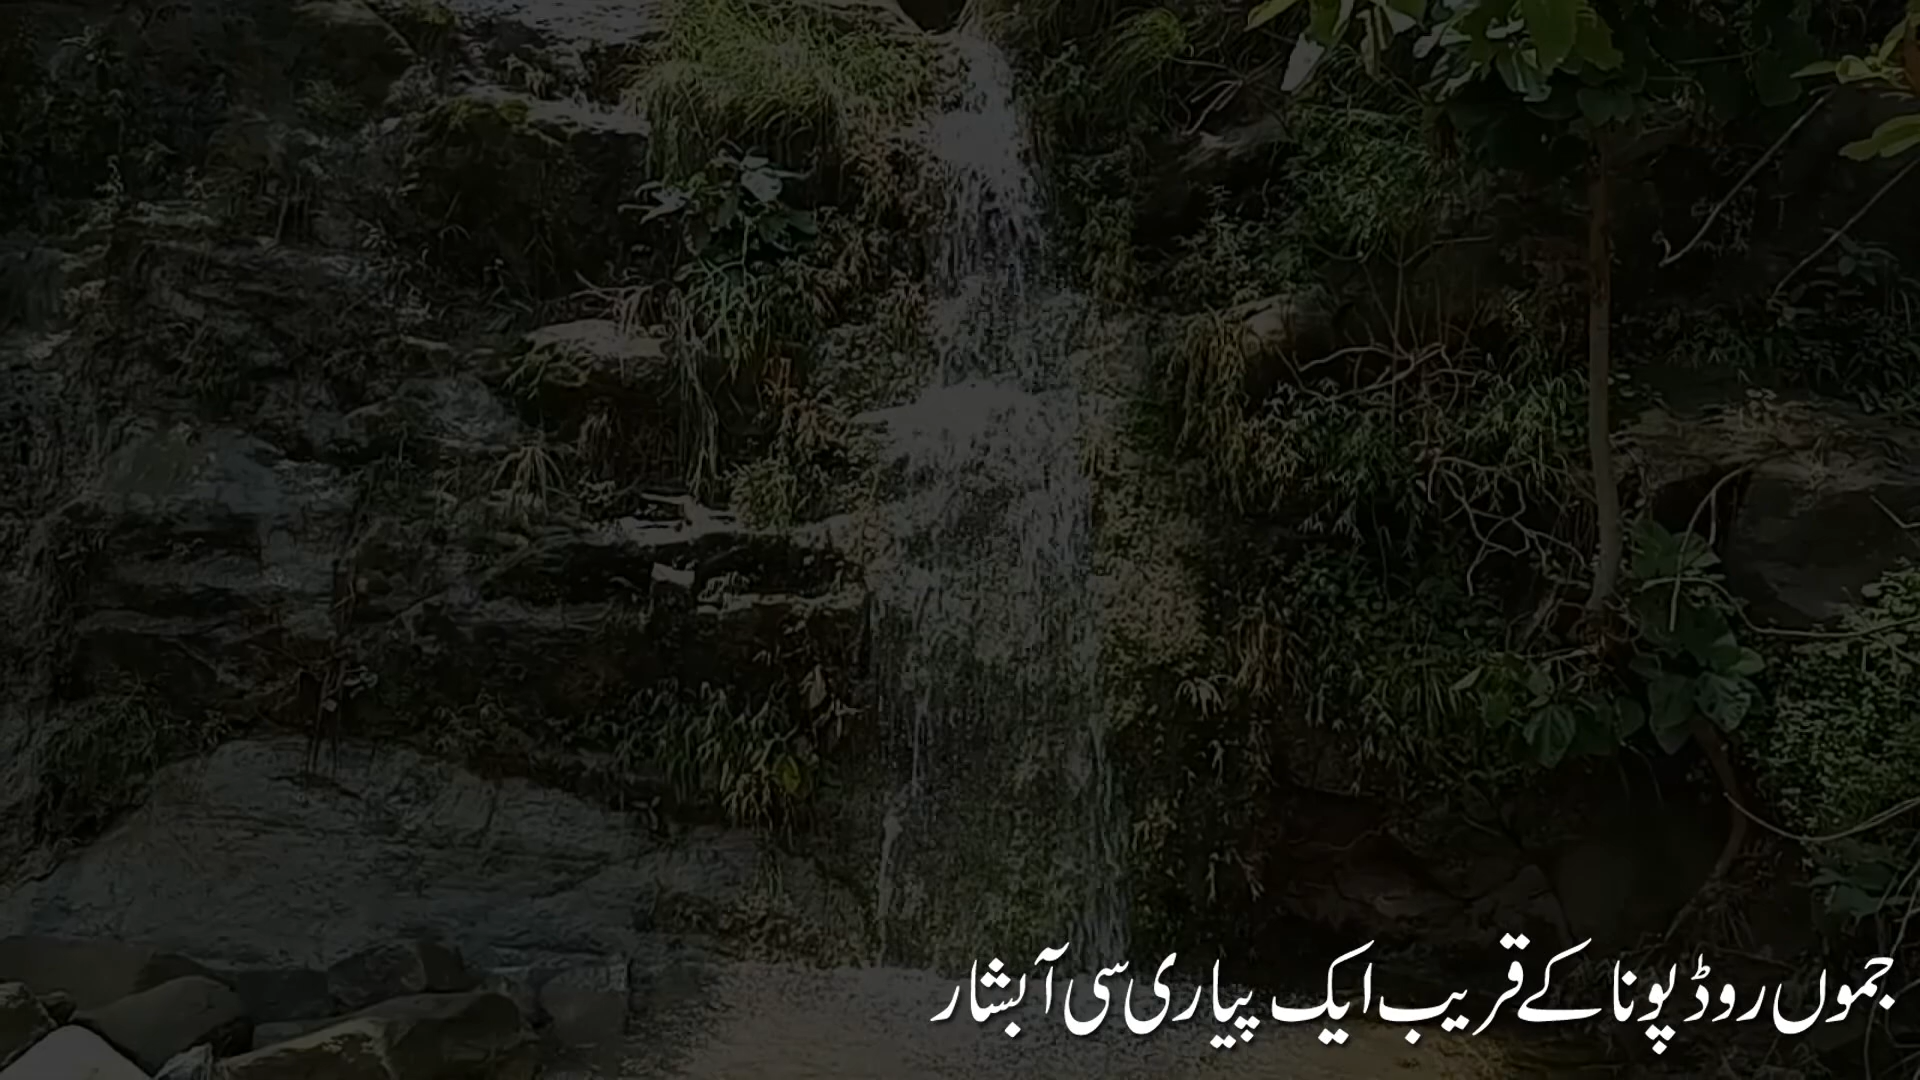 جموں روڈ پونا کے قریب ایک پیاری سی آبشار